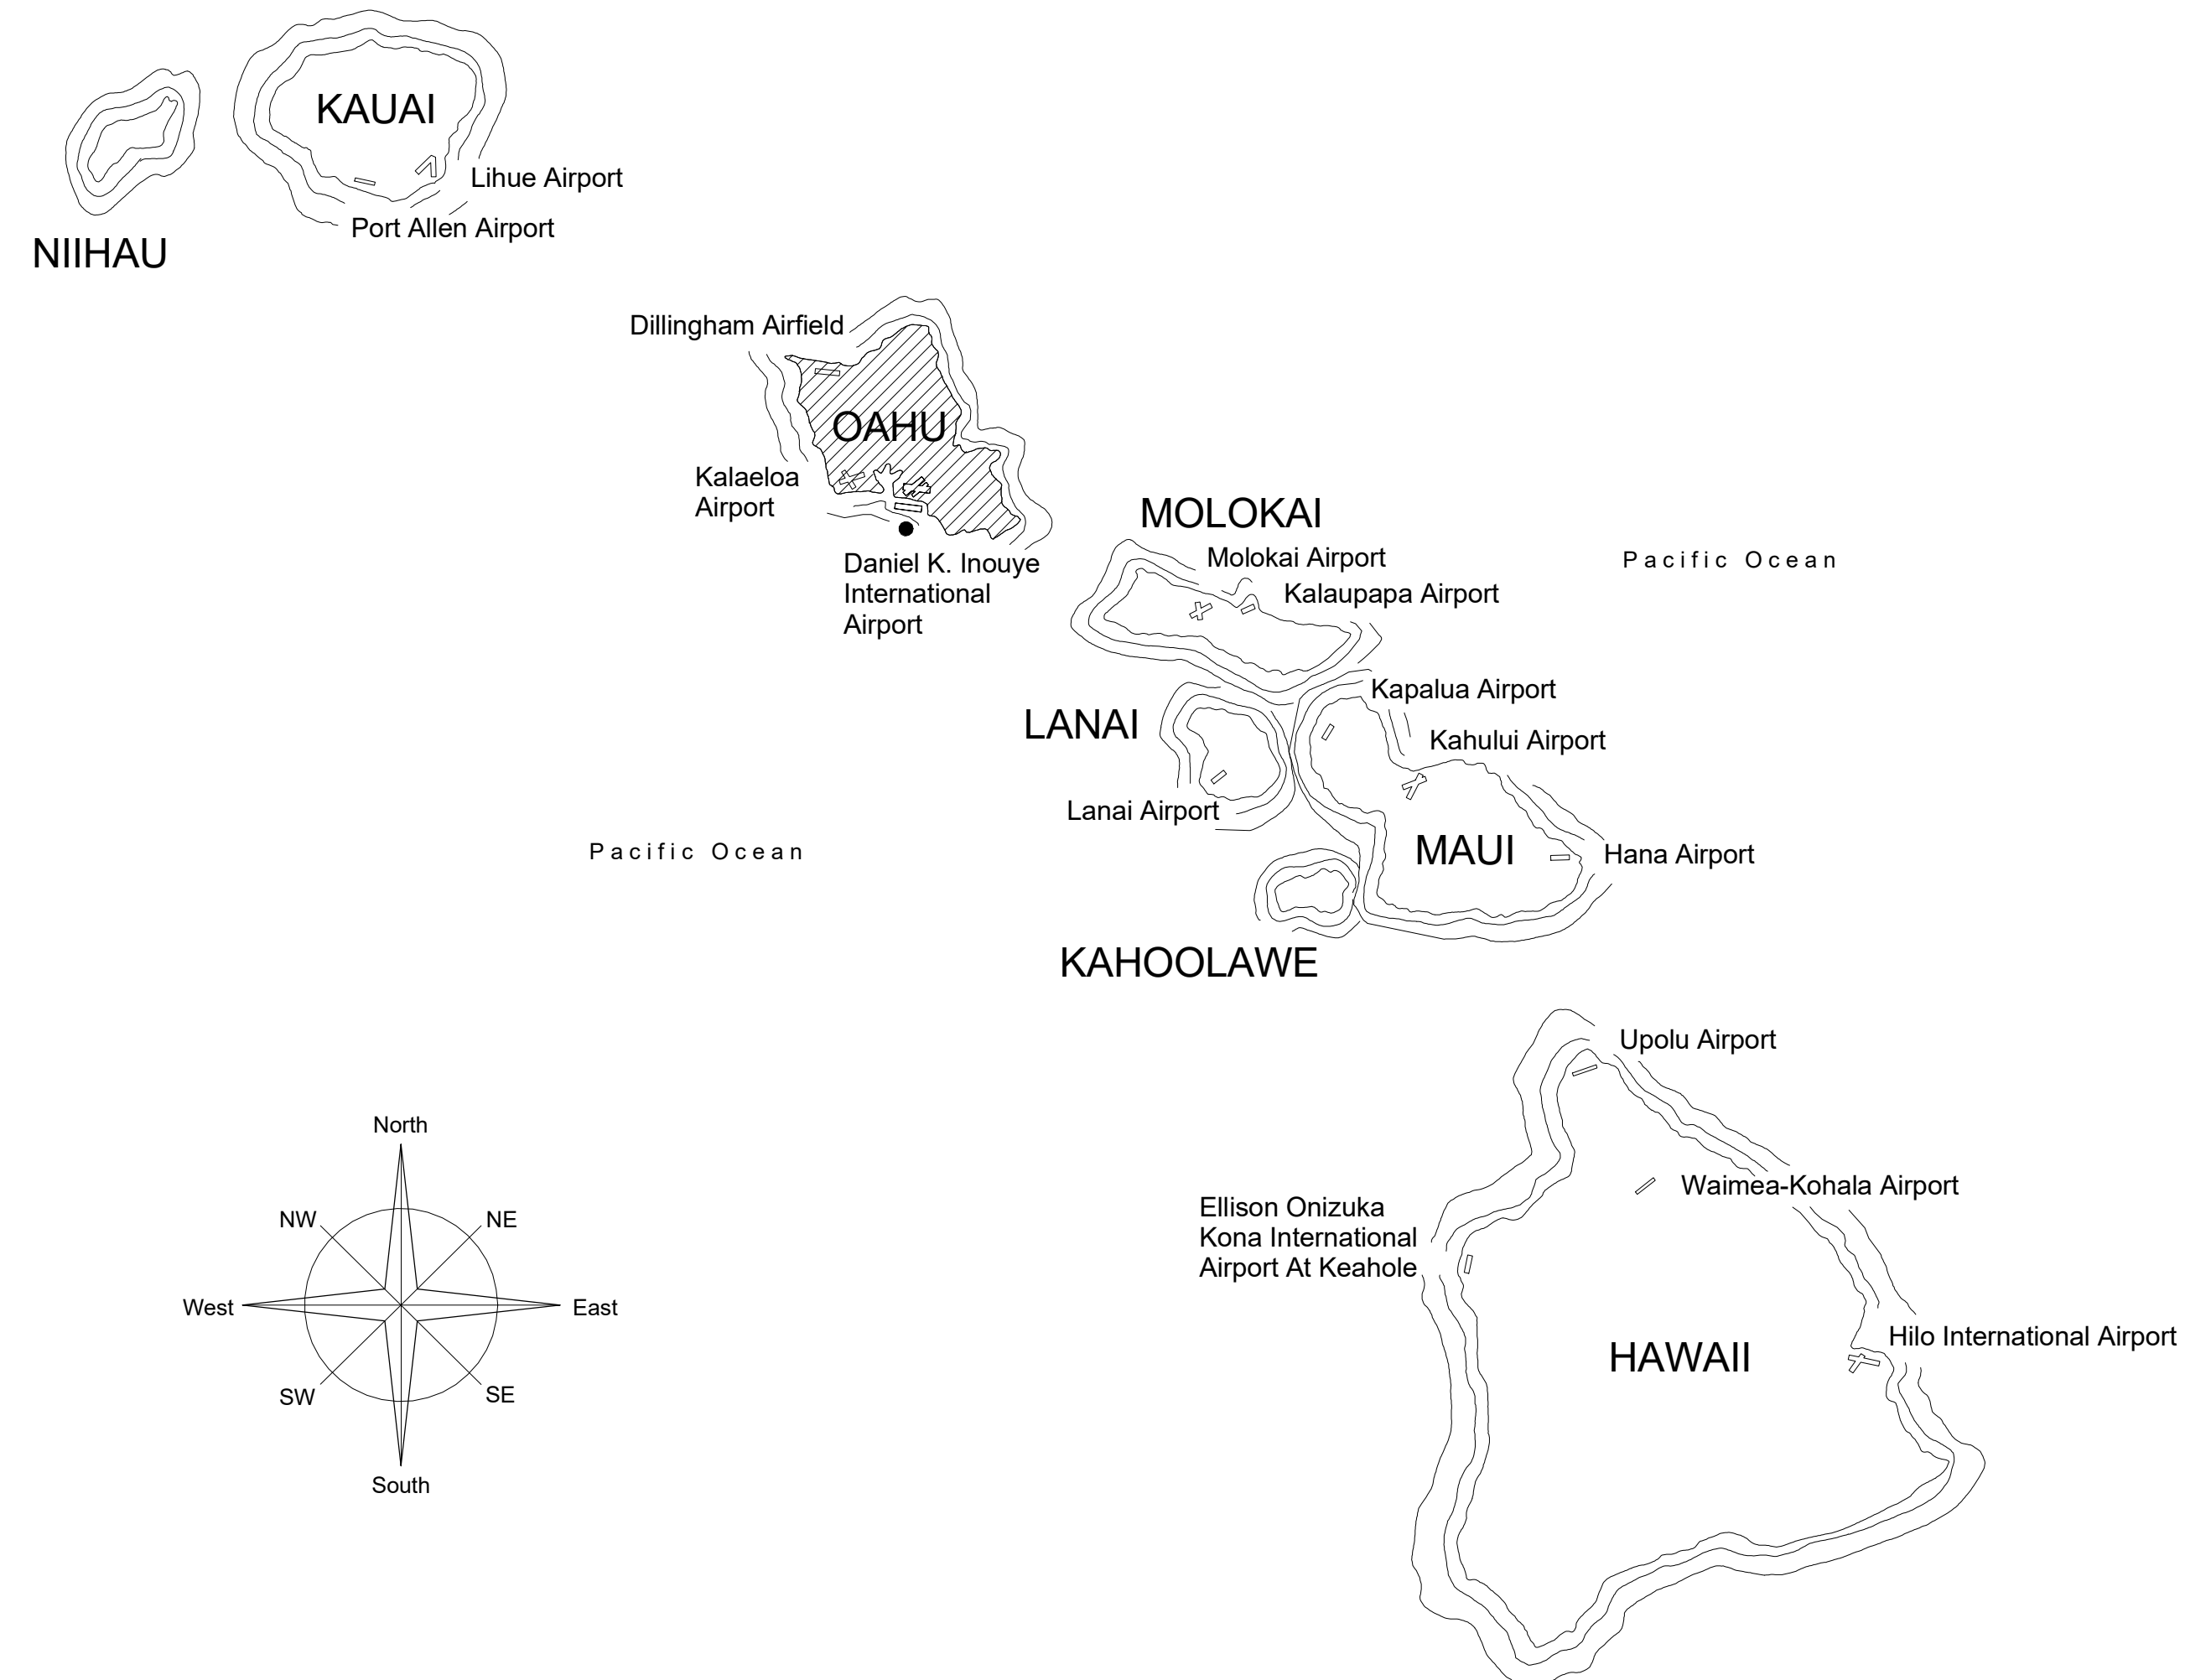 KAUAI
Lihue Airport
Port Allen Airport
NIIHAU
Dillingham Airfield
OAHU
Kalaeloa
Airport
Daniel K. Inouye
International
Airport
MOLOKAI
Molokai Airport
Kalaupapa Airport
Pacific Ocean
Kapalua Airport
LANAI
Kahului Airport
Lanai Airport
Pacific Ocean
MAUI
Hana Airport
KAHOOLAWE
Upolu Airport
Waimea-Kohala Airport
Ellison Onizuka
Kona International
Airport At Keahole
Hilo International Airport
HAWAII
North
NW
NE
West
East
SW
SE
South